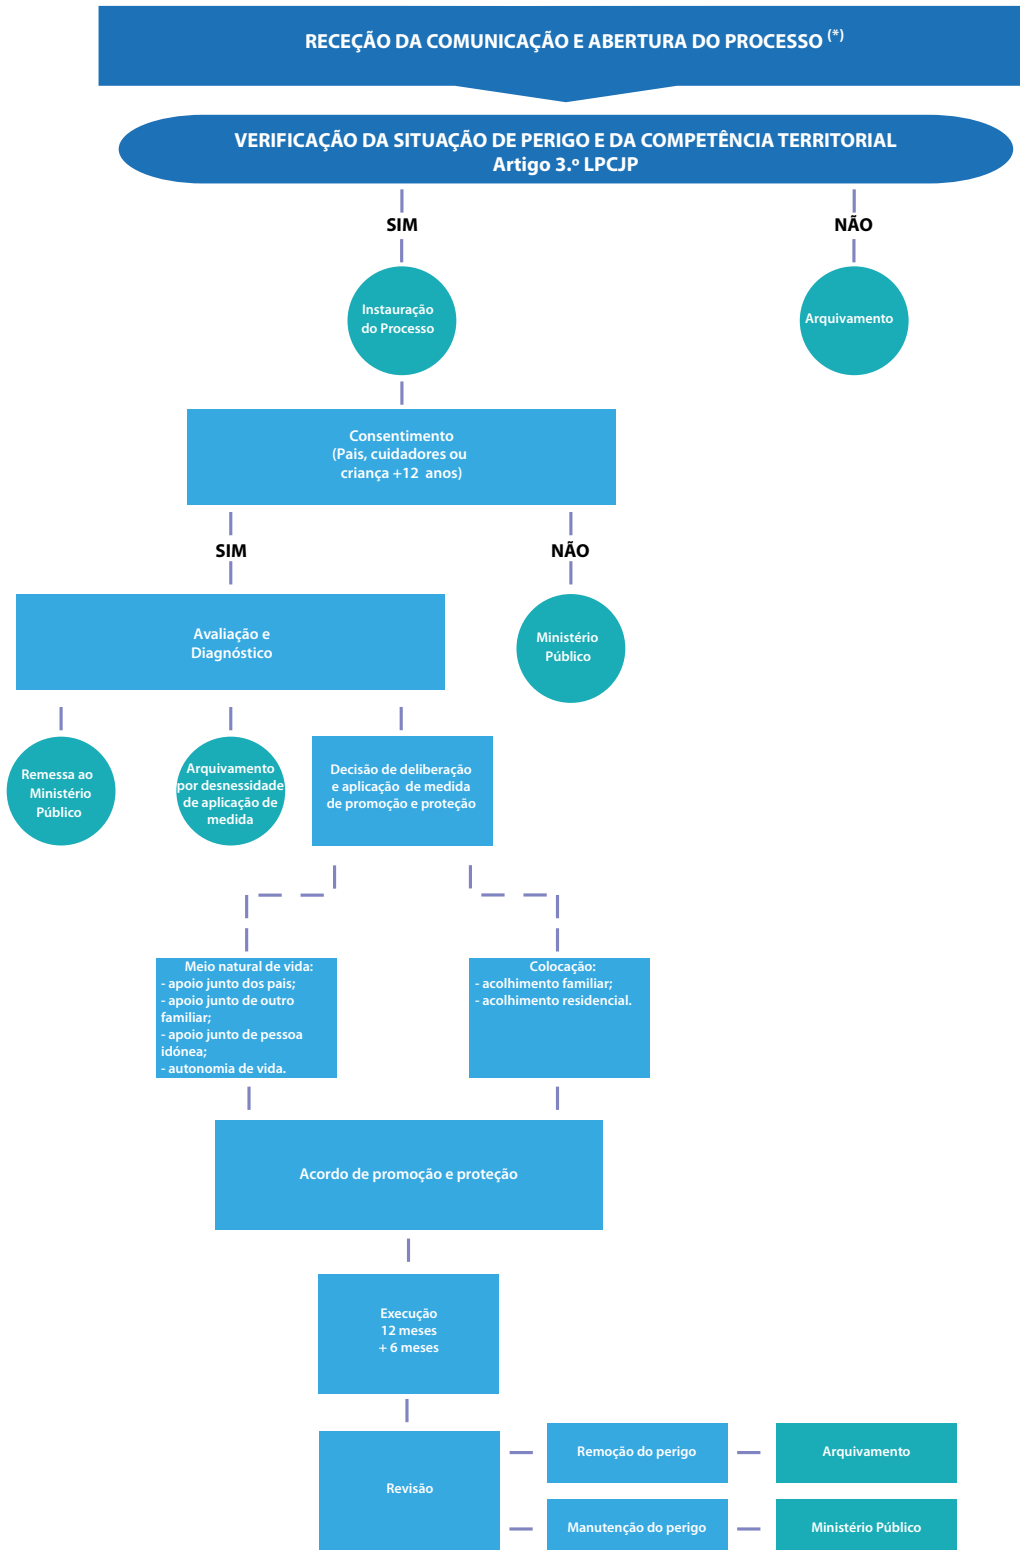 RECEÇÃO DA COMUNICAÇÃO E ABERTURA DO PROCESSO (*)
VERIFICAÇÃO DA SITUAÇÃO DE PERIGO E DA COMPETÊNCIA TERRITORIAL
Artigo 3.º LPCJP
SIM
NÃO
Instauração
do Processo
Arquivamento
Consentimento
(Pais, cuidadores ou
criança +12 anos)
SIM
NÃO
Avaliação e
Diagnóstico
Ministério
Público
Remessa ao
Ministério
Público
Arquivamento
por desnessidade
de aplicação de
medida
Decisão de deliberação
e aplicação de medida
de promoção e proteção
Meio natural de vida:
- apoio junto dos pais;
- apoio junto de outro
familiar;
- apoio junto de pessoa
idónea;
- autonomia de vida.
Colocação:
- acolhimento familiar;
- acolhimento residencial.
Acordo de promoção e proteção
Execução
12 meses
+ 6 meses
Revisão
Remoção do perigo
Arquivamento
Manutenção do perigo
Ministério Público